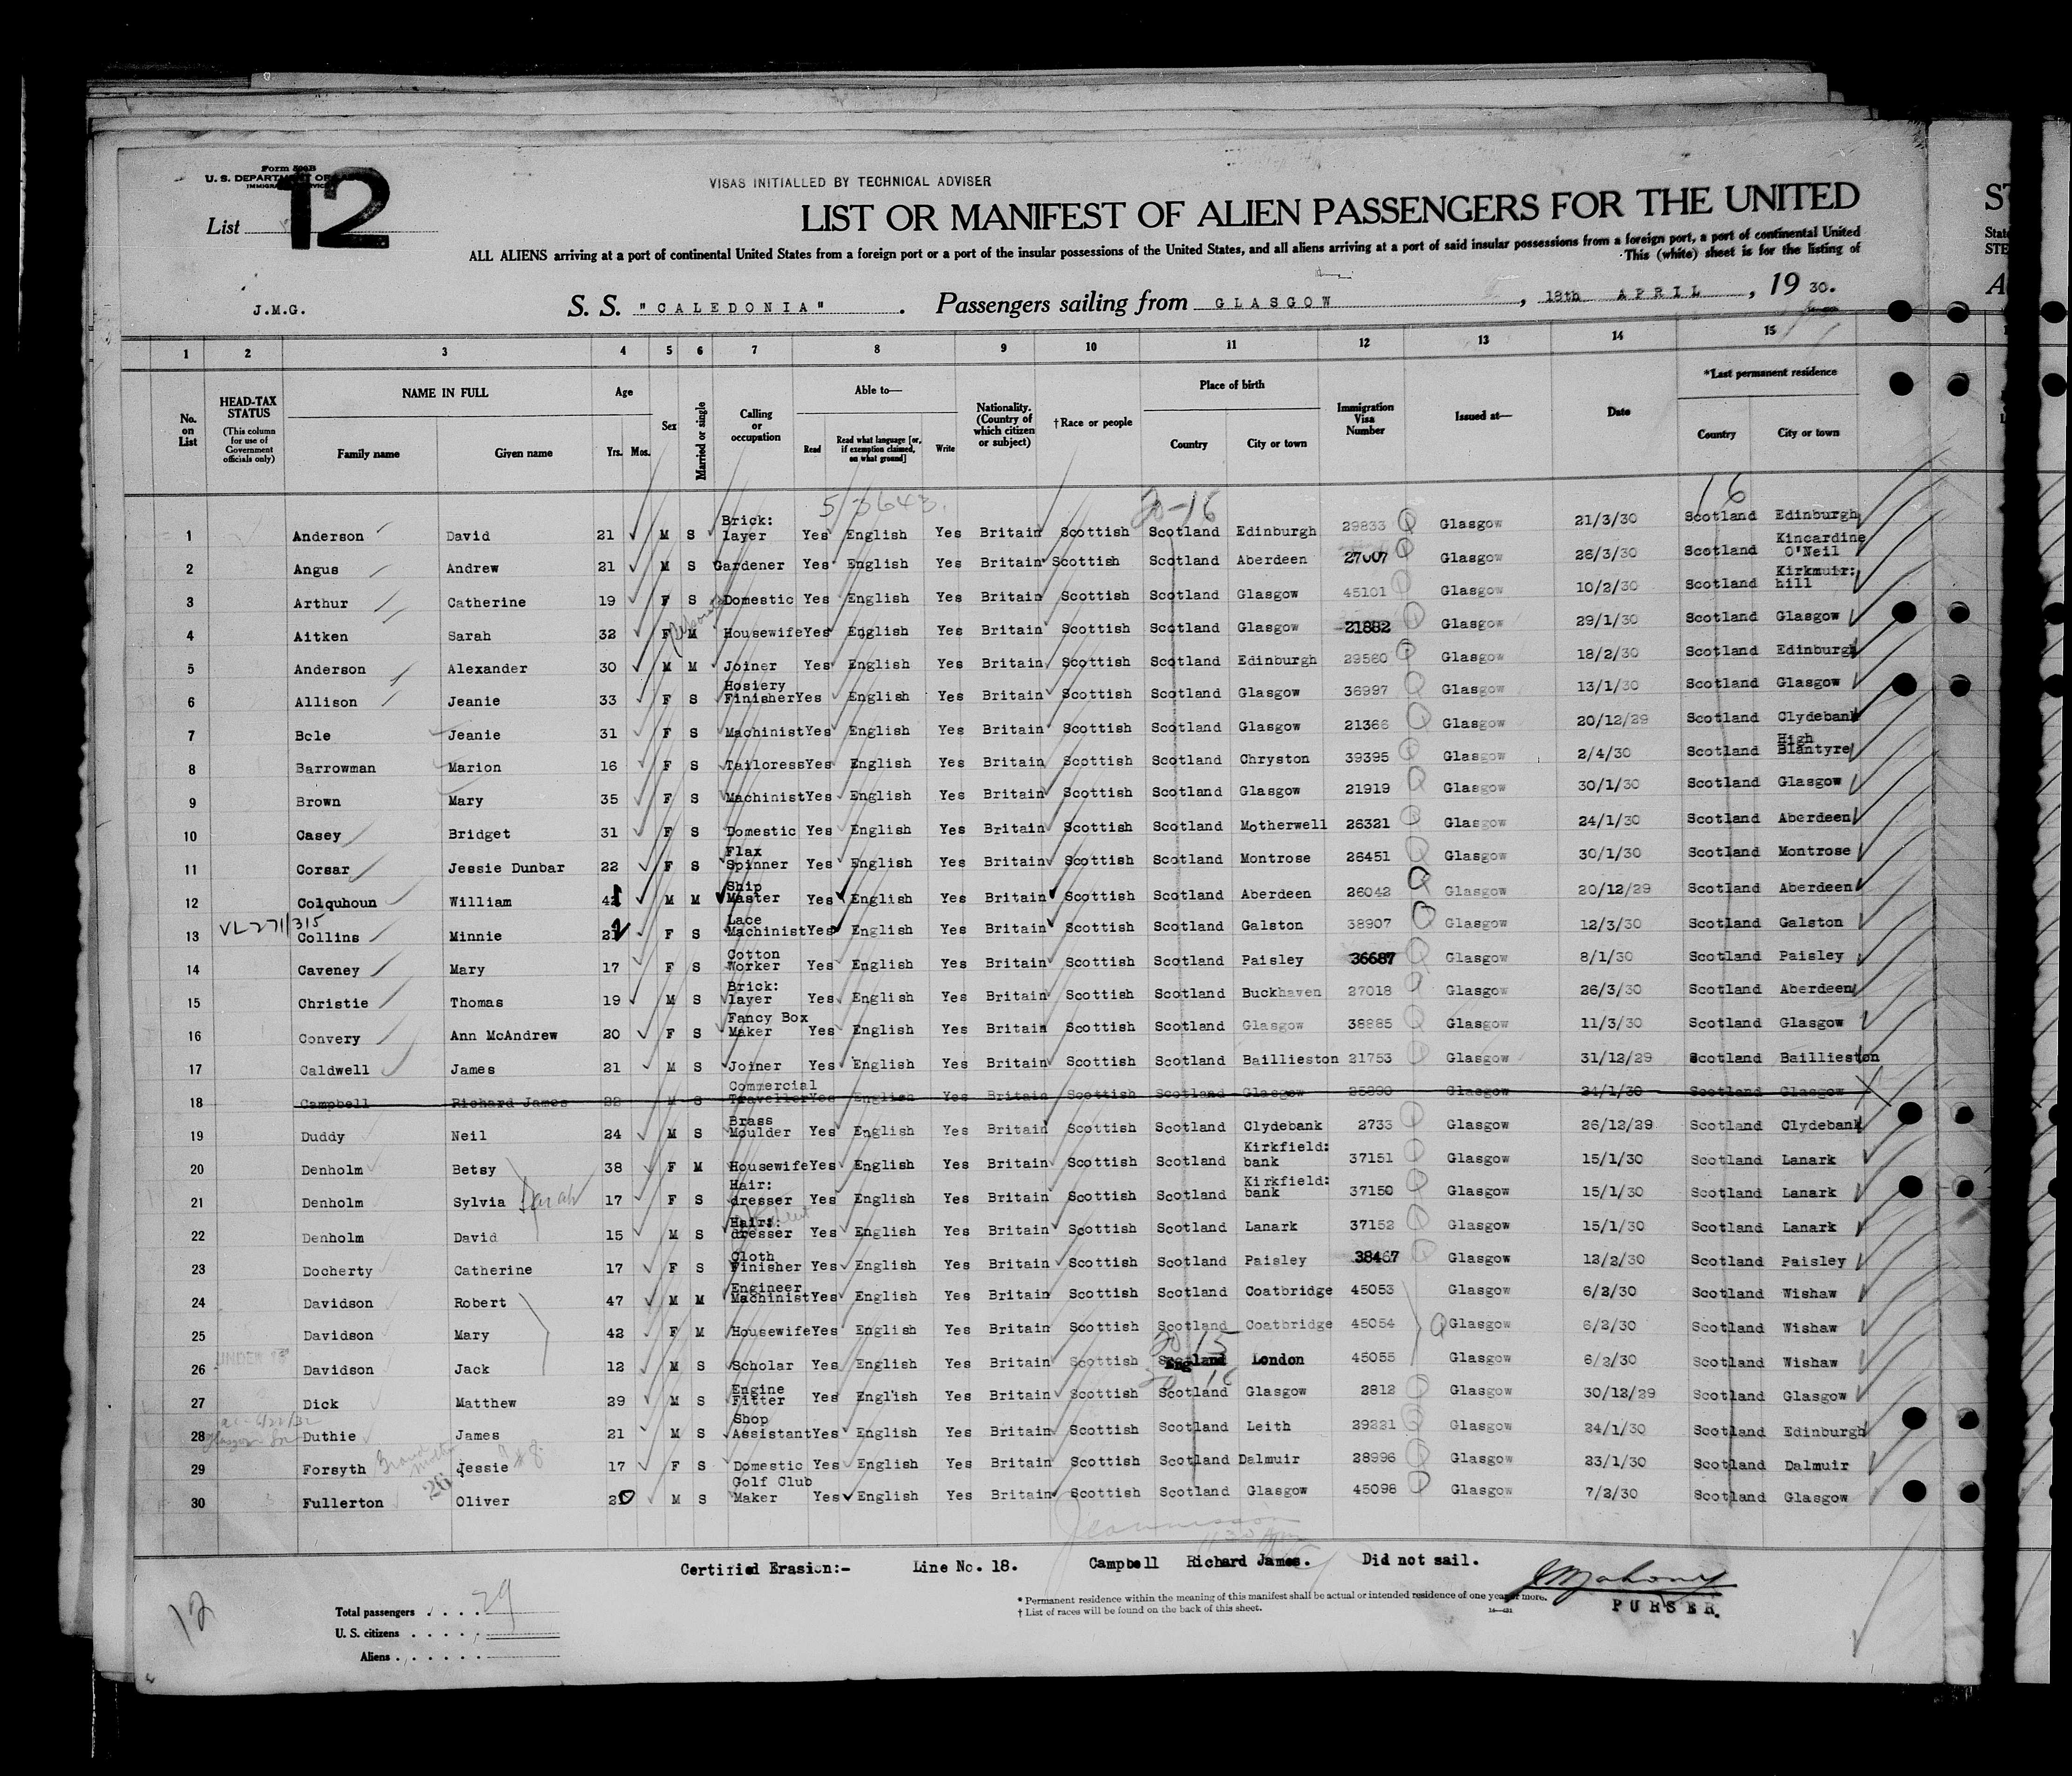 Form 500B
U. S. DEPARTMENT OF
12
List
VISAS INITIALLED BY TECHNICAL ADVISER
LIST OR MANIFEST OF ALIEN PASSENGERS FOR THE UNITED
ALL ALIENS arriving at a port of continental United States from a foreign port or a port of the insular possessions of the United States, and all aliens arriving at a port of said insular possessions from a foreign port, a port of continental United
This (white) sheet is for the listing of
J.M.G.
S. S. "CALEDONIA". Passengers sailing from GLASGOW, 18th APRIL, 19 30.
1 2 3 4 5 6 7 8 9 10 11 12 13 14 15
No. on List
HEAD-TAX STATUS (This column for use of Government officials only)
NAME IN FULL
Family name Given name
Age
Yrs. Mos.
Sex
Married or single
Calling or occupation
Able to—
Read Read what language [or, if exemption claimed, on what ground] Write
Nationality. (Country of which citizen or subject)
†Race or people
Place of birth
Country City or town
Immigration Visa Number
Issued at—
Date
*Last permanent residence
Country City or town
5/3643. 20-16 16
1 Anderson David 21 M S Brick: layer Yes English Yes Britain Scottish Scotland Edinburgh 29833 Glasgow 21/3/30 Scotland Edinburgh
2 Angus Andrew 21 M S Gardener Yes English Yes Britain Scottish Scotland Aberdeen 27007 Glasgow 26/3/30 Scotland Kincardine O'Neil
3 Arthur Catherine 19 F S Domestic Yes English Yes Britain Scottish Scotland Glasgow 45101 Glasgow 10/2/30 Scotland Kirkmuir: hill
4 Aitken Sarah 32 F M Housewife Yes English Yes Britain Scottish Scotland Glasgow 21882 Glasgow 29/1/30 Scotland Glasgow
5 Anderson Alexander 30 M M Joiner Yes English Yes Britain Scottish Scotland Edinburgh 29580 Glasgow 18/2/30 Scotland Edinburgh
6 Allison Jeanie 33 F S Hosiery Finisher Yes English Yes Britain Scottish Scotland Glasgow 36997 Glasgow 13/1/30 Scotland Glasgow
7 Bole Jeanie 31 F S Machinist Yes English Yes Britain Scottish Scotland Glasgow 21366 Glasgow 20/12/29 Scotland Clydebank
8 Barrowman Marion 16 F S Tailoress Yes English Yes Britain Scottish Scotland Chryston 39395 Glasgow 2/4/30 Scotland High Blantyre
9 Brown Mary 35 F S Machinist Yes English Yes Britain Scottish Scotland Glasgow 21919 Glasgow 30/1/30 Scotland Glasgow
10 Casey Bridget 31 F S Domestic Yes English Yes Britain Scottish Scotland Motherwell 26321 Glasgow 24/1/30 Scotland Aberdeen
11 Corsar Jessie Dunbar 22 F S Flax Spinner Yes English Yes Britain Scottish Scotland Montrose 26451 Glasgow 30/1/30 Scotland Montrose
12 Colquhoun William 41 M M Ship Master Yes English Yes Britain Scottish Scotland Aberdeen 26042 Glasgow 20/12/29 Scotland Aberdeen
VL-271/315
13 Collins Minnie 22 F S Lace Machinist Yes English Yes Britain Scottish Scotland Galston 38907 Glasgow 12/3/30 Scotland Galston
14 Caveney Mary 17 F S Cotton Worker Yes English Yes Britain Scottish Scotland Paisley 36687 Glasgow 8/1/30 Scotland Paisley
15 Christie Thomas 19 M S Brick: layer Yes English Yes Britain Scottish Scotland Buckhaven 27018 Glasgow 26/3/30 Scotland Aberdeen
16 Convery Ann McAndrew 20 F S Fancy Box Maker Yes English Yes Britain Scottish Scotland Glasgow 38885 Glasgow 11/3/30 Scotland Glasgow
17 Caldwell James 21 M S Joiner Yes English Yes Britain Scottish Scotland Baillieston 21753 Glasgow 31/12/29 Scotland Baillieston
18 Campbell Richard James 22 M S Commercial Traveller Yes English Yes Britain Scottish Scotland Glasgow Glasgow 24/1/30 Scotland Glasgow
19 Duddy Neil 24 M S Brass Moulder Yes English Yes Britain Scottish Scotland Clydebank 2733 Glasgow 26/12/29 Scotland Clydebank
20 Denholm Betsy 38 F M Housewife Yes English Yes Britain Scottish Scotland Kirkfield: bank 37151 Glasgow 15/1/30 Scotland Lanark
21 Denholm Sylvia Sarah 17 F S Hair: dresser Yes English Yes Britain Scottish Scotland Kirkfield: bank 37150 Glasgow 15/1/30 Scotland Lanark
22 Denholm David 15 M S Hair: dresser Yes English Yes Britain Scottish Scotland Lanark 37152 Glasgow 15/1/30 Scotland Lanark
23 Docherty Catherine 17 F S Cloth Finisher Yes English Yes Britain Scottish Scotland Paisley 38467 Glasgow 12/2/30 Scotland Paisley
24 Davidson Robert 47 M M Engineer Machinist Yes English Yes Britain Scottish Scotland Coatbridge 45053 Glasgow 6/2/30 Scotland Wishaw
25 Davidson Mary 42 F M Housewife Yes English Yes Britain Scottish Scotland Coatbridge 45054 Glasgow 6/2/30 Scotland Wishaw
UNDER 20 15
26 Davidson Jack 12 M S Scholar Yes English Yes Britain Scottish England London 45055 Glasgow 6/2/30 Scotland Wishaw
27 Dick Matthew 29 M S Engine Fitter Yes English Yes Britain Scottish Scotland Glasgow 2812 Glasgow 30/12/29 Scotland Glasgow
28 Duthie James 21 M S Shop Assistant Yes English Yes Britain Scottish Scotland Leith 29221 Glasgow 24/1/30 Scotland Edinburgh
29 Forsyth Jessie 17 F S Domestic Yes English Yes Britain Scottish Scotland Dalmuir 28996 Glasgow 23/1/30 Scotland Dalmuir
26
30 Fullerton Oliver 20 M S Golf Club Maker Yes English Yes Britain Scottish Scotland Glasgow 45098 Glasgow 7/2/30 Scotland Glasgow
Certified Erasion:- Line No. 18. Campbell Richard James. Did not sail.
* Permanent residence within the meaning of this manifest shall be actual or intended residence of one year or more.
† List of races will be found on the back of this sheet.
PURSER.
12
Total passengers . . . . 29
U. S. citizens . . . . .
Aliens . . . . . .